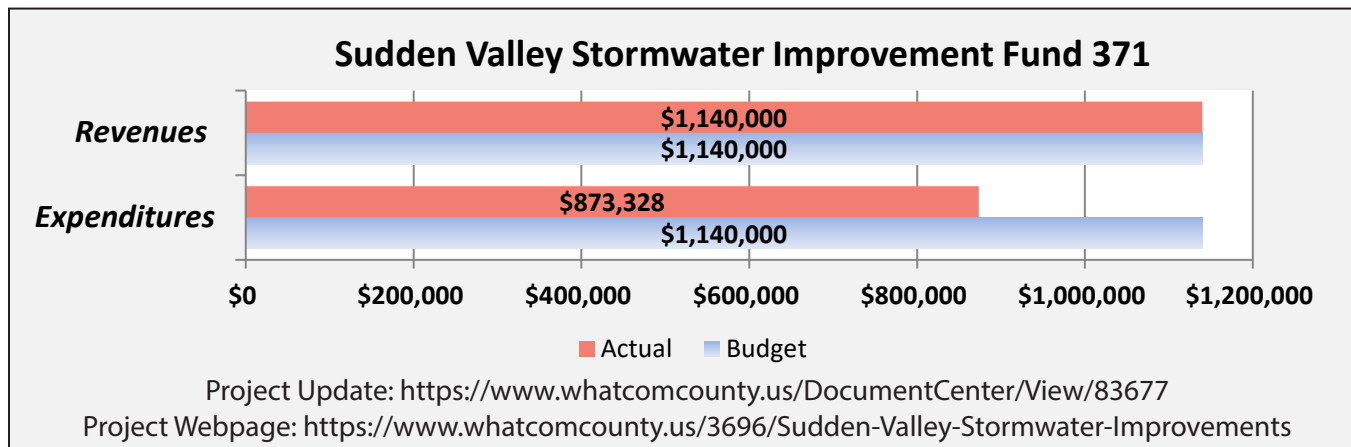 Sudden Valley Stormwater Improvement Fund 371
Revenues
$1,140,000
$1,140,000
Expenditures
$873,328
$1,140,000
$0 $200,000 $400,000 $600,000 $800,000 $1,000,000 $1,200,000
Actual Budget
Project Update: https://www.whatcomcounty.us/DocumentCenter/View/83677
Project Webpage: https://www.whatcomcounty.us/3696/Sudden-Valley-Stormwater-Improvements